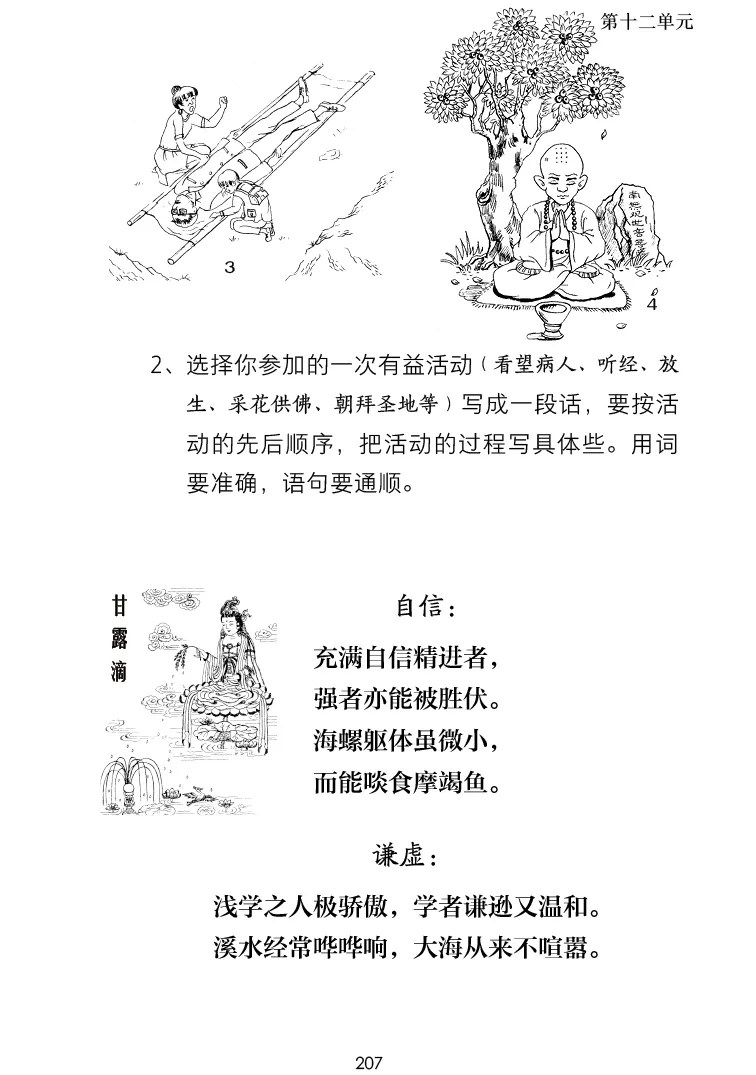 第十二单元
3
南无观世音菩萨
4
2、选择你参加的一次有益活动（看望病人、听经、放
生、采花供佛、朝拜圣地等）写成一段话，要按活
动的先后顺序，把活动的过程写具体些。用词
要准确，语句要通顺。
甘露滴
自信：
充满自信精进者，
强者亦能被胜伏。
海螺躯体虽微小，
而能啖食摩竭鱼。
谦虚：
浅学之人极骄傲，学者谦逊又温和。
溪水经常哗哗响，大海从来不喧嚣。
207